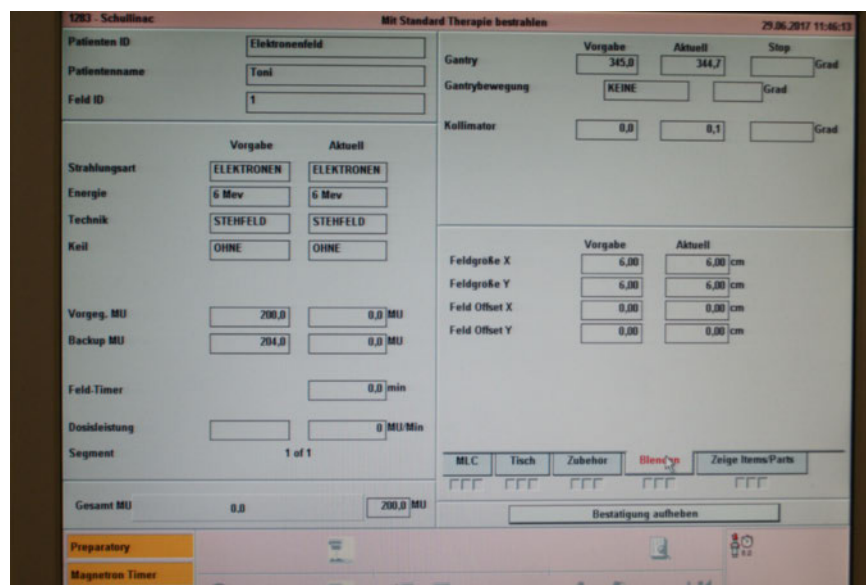 1283 - Schullinac Mit Standard Therapie bestrahlen 29.06.2017 11:46:13
Patienten ID Elektronenfeld
Patientenname Toni
Feld ID 1
Vorgabe Aktuell
Strahlungsart ELEKTRONEN ELEKTRONEN
Energie 6 Mev 6 Mev
Technik STEHFELD STEHFELD
Keil OHNE OHNE
Vorgeg. MU 200,0 0,0 MU
Backup MU 204,0 0,0 MU
Feld-Timer 0,0 min
Dosisleistung 0 MU/Min
Segment 1 of 1
Gesamt MU 0.0 200,0 MU
Vorgabe Aktuell Stop
Gantry 345,0 344,7 Grad
Gantrybewegung KEINE Grad
Kollimator 0,0 0,1 Grad
Vorgabe Aktuell
Feldgroße X 6,00 6,00 cm
Feldgroße Y 6,00 6,00 cm
Feld Offset X 0,00 0,00 cm
Feld Offset Y 0,00 0,00 cm
MLC Tisch Zubehor Blenden Zeige Items/Parts
Bestätigung aufheben
Preparatory
Magnetron Timer